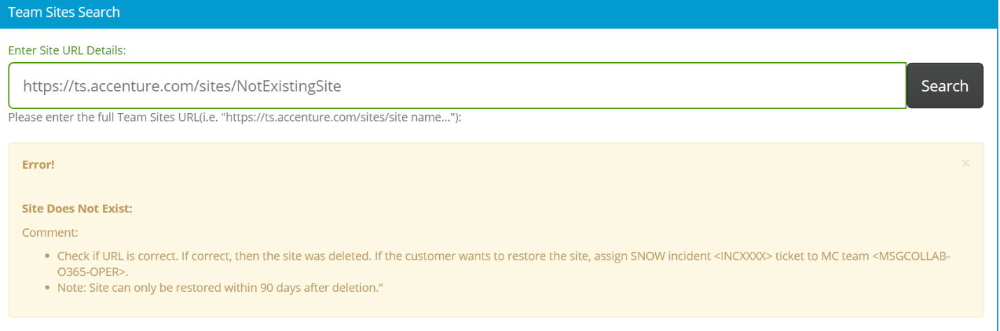 Team Sites Search
Enter Site URL Details:
https://ts.accenture.com/sites/NotExistingSite
Search
Please enter the full Team Sites URL(i.e. "https://ts.accenture.com/sites/site name..."):
Error!
×
Site Does Not Exist:
Comment:
• Check if URL is correct. If correct, then the site was deleted. If the customer wants to restore the site, assign SNOW incident <INCXXXX> ticket to MC team <MSGCOLLAB-
O365-OPER>.
• Note: Site can only be restored within 90 days after deletion.”